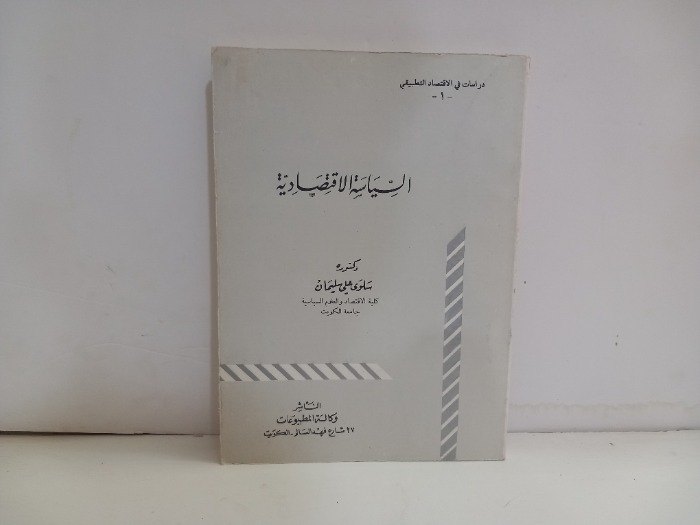 دراسات في الاقتصاد التطبيقي
- ١ -
السياسة الاقتصادية
دكتوره
سلوى علي سليمان
كلية الاقتصاد والعلوم السياسية
جامعة الكويت
الناشر
وكالة المطبوعات
٢٧ شارع فهد السالم - الكويت